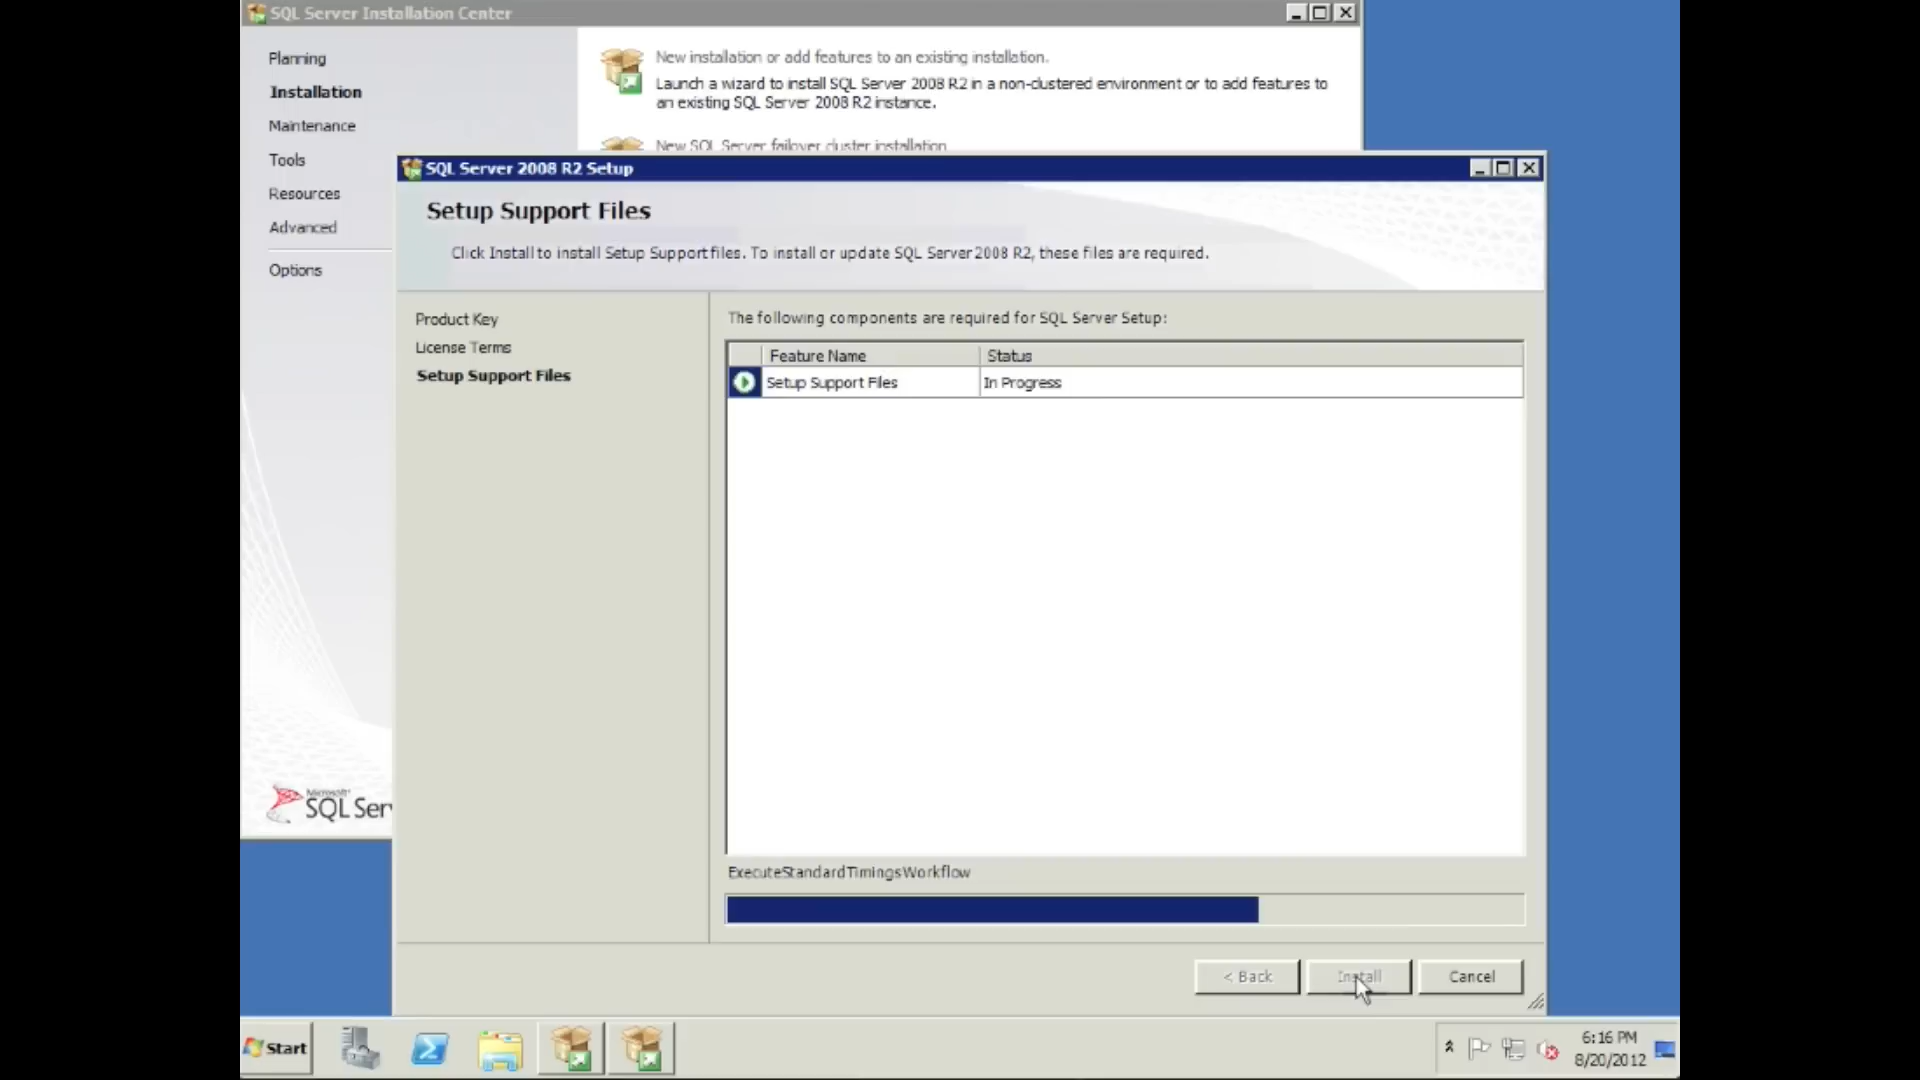 SQL Server Installation Center
Planning
Installation
Maintenance
Tools
Resources
Advanced
Options
New installation or add features to an existing installation.
Launch a wizard to install SQL Server 2008 R2 in a non-clustered environment or to add features to
an existing SQL Server 2008 R2 instance.
New SQL Server failover cluster installation
SQL Server 2008 R2 Setup
Setup Support Files
Click Install to install Setup Support files. To install or update SQL Server 2008 R2, these files are required.
Product Key
License Terms
Setup Support Files
The following components are required for SQL Server Setup:
Feature Name Status
Setup Support Files In Progress
ExecuteStandardTimingsWorkflow
< Back Install Cancel
Microsoft
SQL Ser
Start
6:16 PM
8/20/2012